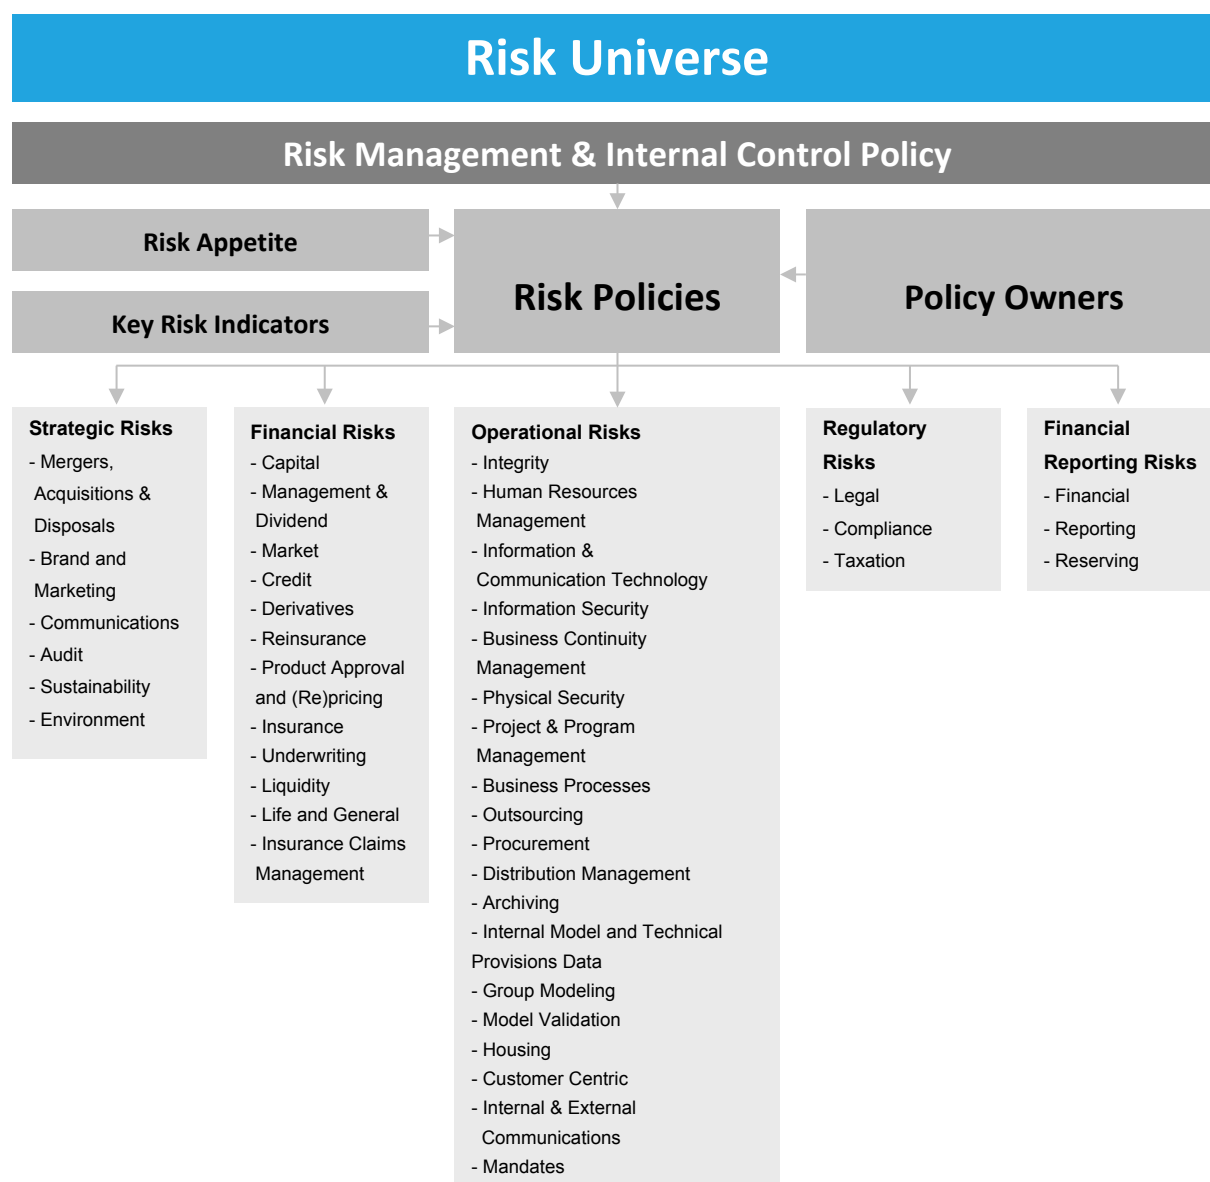 Risk Universe
Risk Management & Internal Control Policy
Risk Appetite
Key Risk Indicators
Risk Policies
Policy Owners
Strategic Risks
- Mergers,
Acquisitions &
Disposals
- Brand and
Marketing
- Communications
- Audit
- Sustainability
- Environment
Financial Risks
- Capital
- Management &
Dividend
- Market
- Credit
- Derivatives
- Reinsurance
- Product Approval
and (Re)pricing
- Insurance
- Underwriting
- Liquidity
- Life and General
- Insurance Claims
Management
Operational Risks
- Integrity
- Human Resources
Management
- Information &
Communication Technology
- Information Security
- Business Continuity
Management
- Physical Security
- Project & Program
Management
- Business Processes
- Outsourcing
- Procurement
- Distribution Management
- Archiving
- Internal Model and Technical
Provisions Data
- Group Modeling
- Model Validation
- Housing
- Customer Centric
- Internal & External
Communications
- Mandates
Regulatory
Risks
- Legal
- Compliance
- Taxation
Financial
Reporting Risks
- Financial
- Reporting
- Reserving